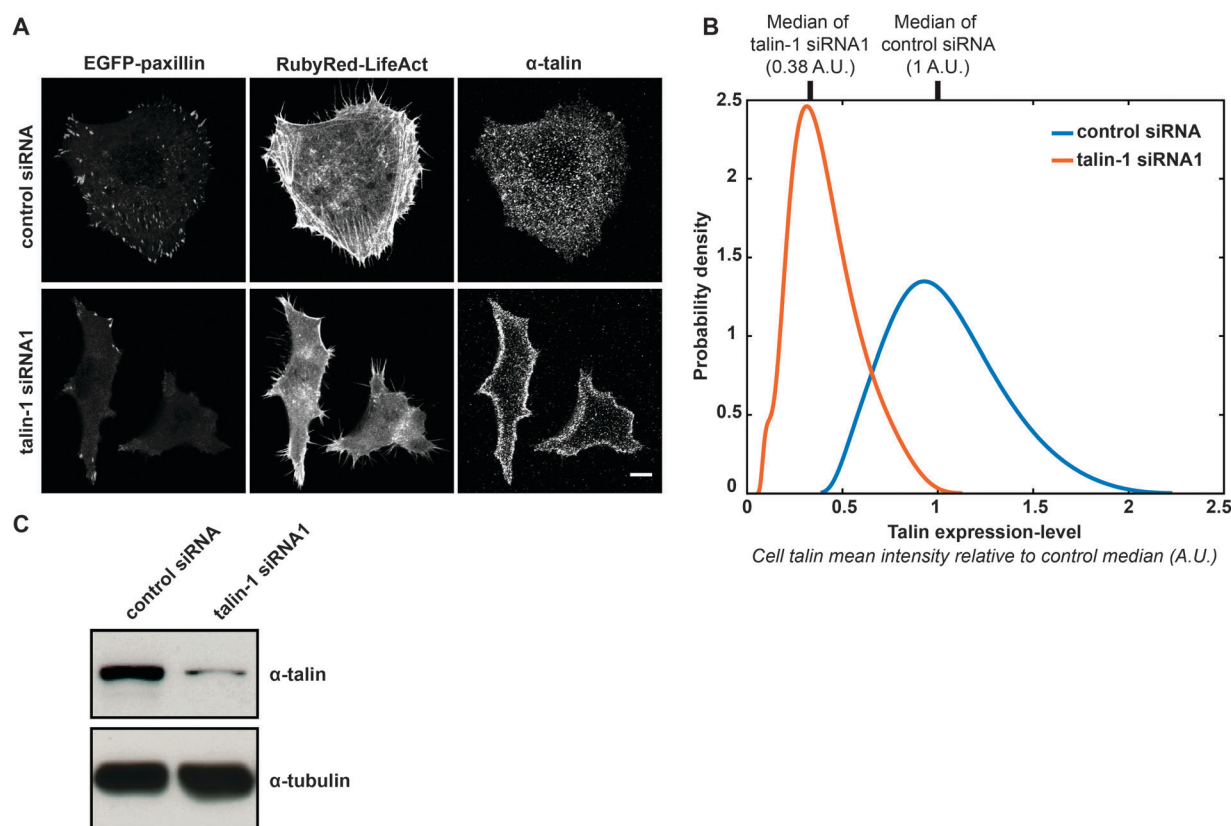 A
EGFP-paxillin
RubyRed-LifeAct
α-talin
control siRNA
talin-1 siRNA1
B
Median of
talin-1 siRNA1
(0.38 A.U.)
Median of
control siRNA
(1 A.U.)
control siRNA
talin-1 siRNA1
Probability density
2.5
2
1.5
1
0.5
0
0
0.5
1
1.5
2
2.5
Talin expression-level
Cell talin mean intensity relative to control median (A.U.)
C
control siRNA
talin-1 siRNA1
α-talin
α-tubulin